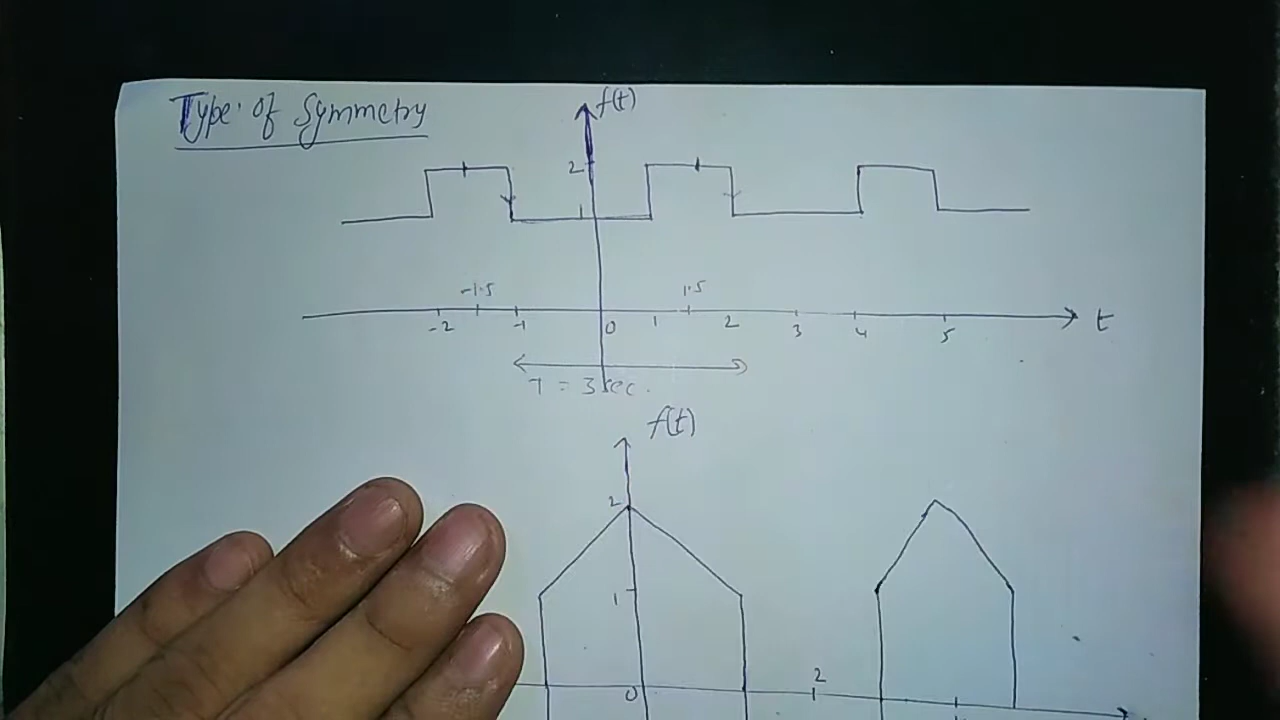 Type of Symmetry
f(t)
2
1
-1.5 1.5
-2 -1 0 1 2 3 4 5 t
T = 3 sec.
f(t)
2
1
2
0